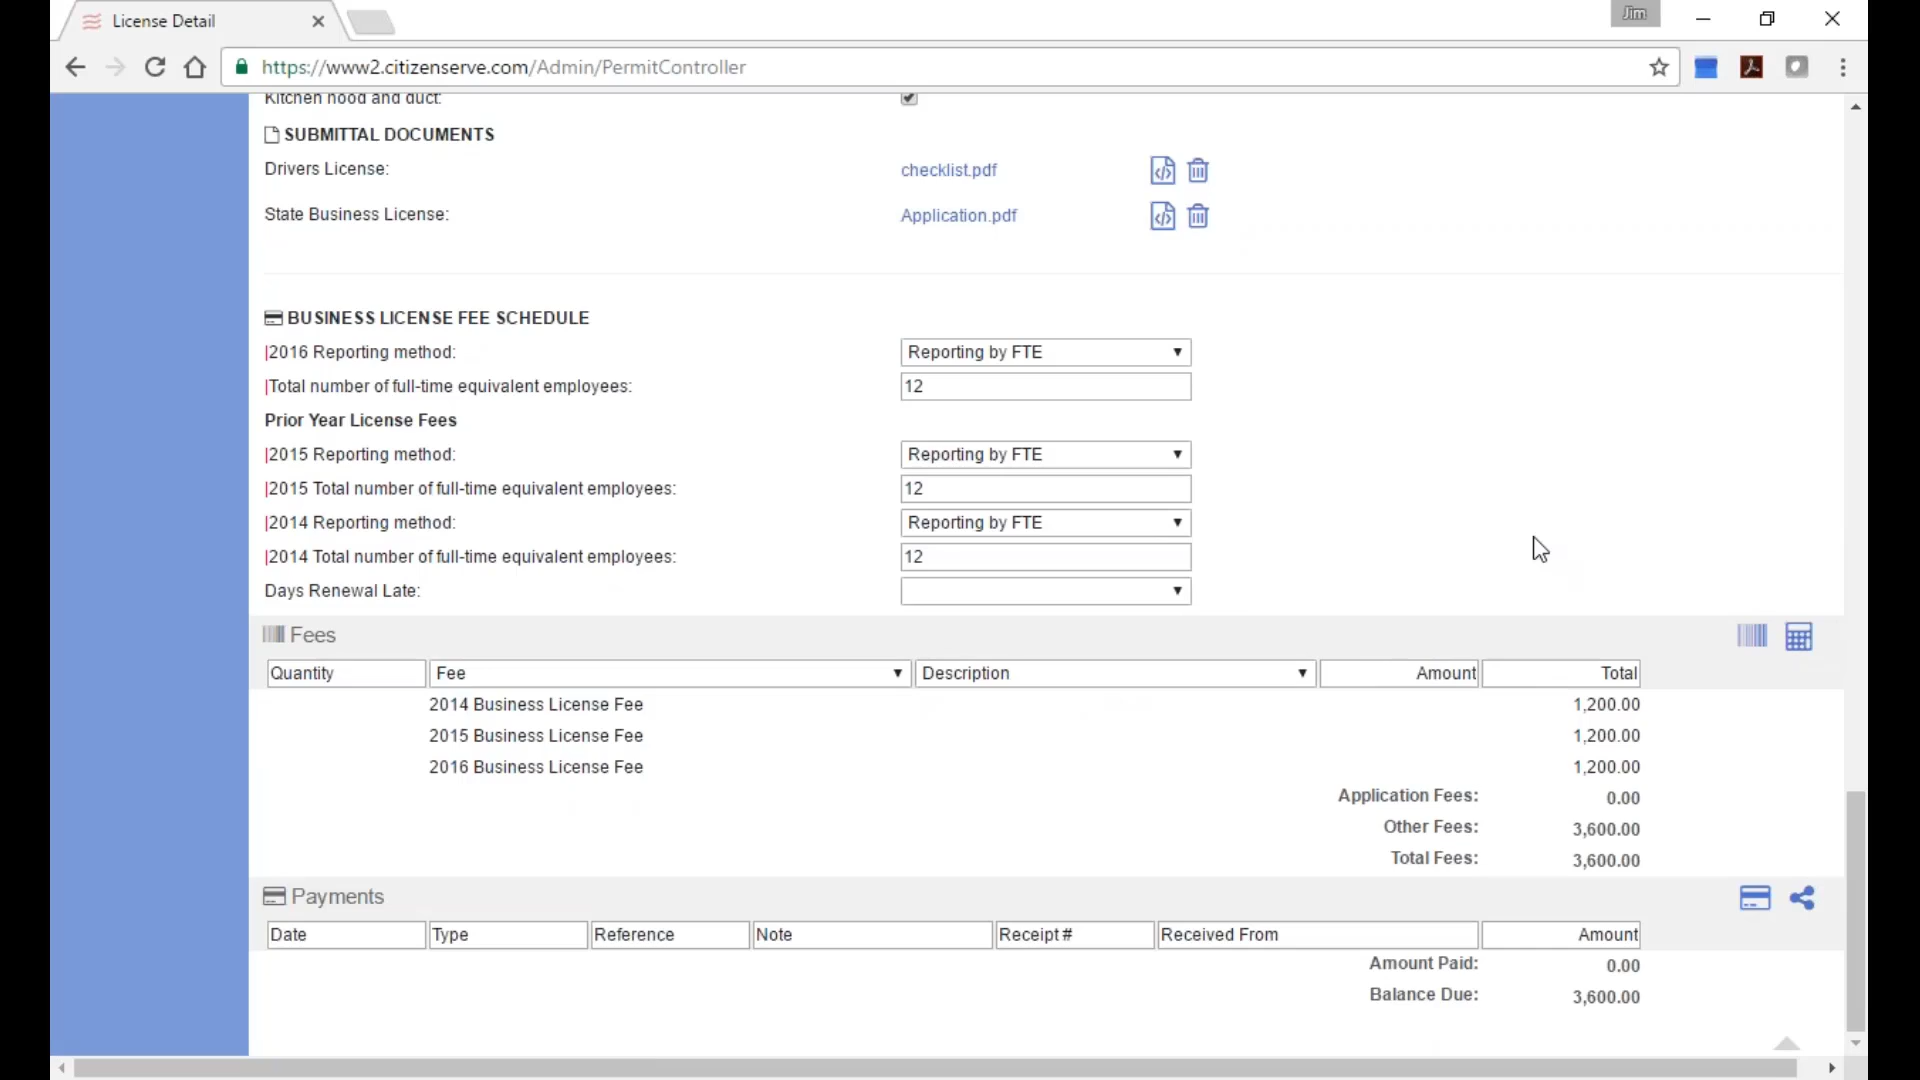 License Detail
Jim
https://www2.citizenserve.com/Admin/PermitController
Kitchen hood and duct:
SUBMITTAL DOCUMENTS
Drivers License: checklist.pdf
State Business License: Application.pdf
BUSINESS LICENSE FEE SCHEDULE
|2016 Reporting method: Reporting by FTE
|Total number of full-time equivalent employees: 12
Prior Year License Fees
|2015 Reporting method: Reporting by FTE
|2015 Total number of full-time equivalent employees: 12
|2014 Reporting method: Reporting by FTE
|2014 Total number of full-time equivalent employees: 12
Days Renewal Late:
Fees
Quantity Fee Description Amount Total
2014 Business License Fee 1,200.00
2015 Business License Fee 1,200.00
2016 Business License Fee 1,200.00
Application Fees: 0.00
Other Fees: 3,600.00
Total Fees: 3,600.00
Payments
Date Type Reference Note Receipt # Received From Amount
Amount Paid: 0.00
Balance Due: 3,600.00